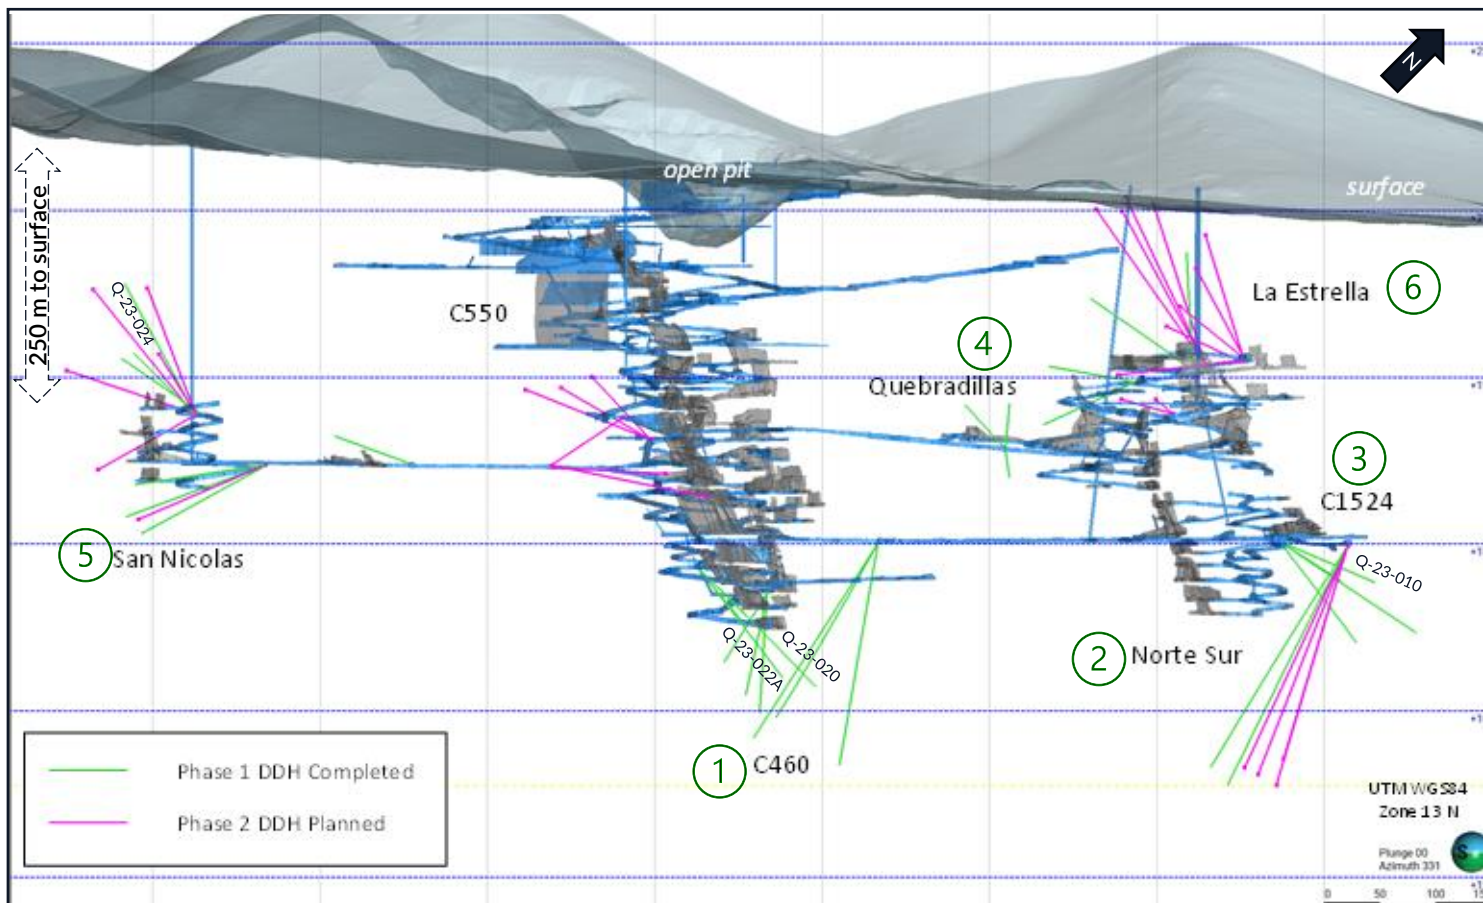 N
open pit
surface
250 m to surface
Q-23-024
La Estrella
6
C550
4
Quebradillas
3
C1524
5
San Nicolas
Q-23-010
Q-23-022A
Q-23-020
2
Norte Sur
1
C460
Phase 1 DDH Completed
Phase 2 DDH Planned
UTM WGS84
Zone 13 N
Plunge 00
Azimuth 331
S
0 50 100